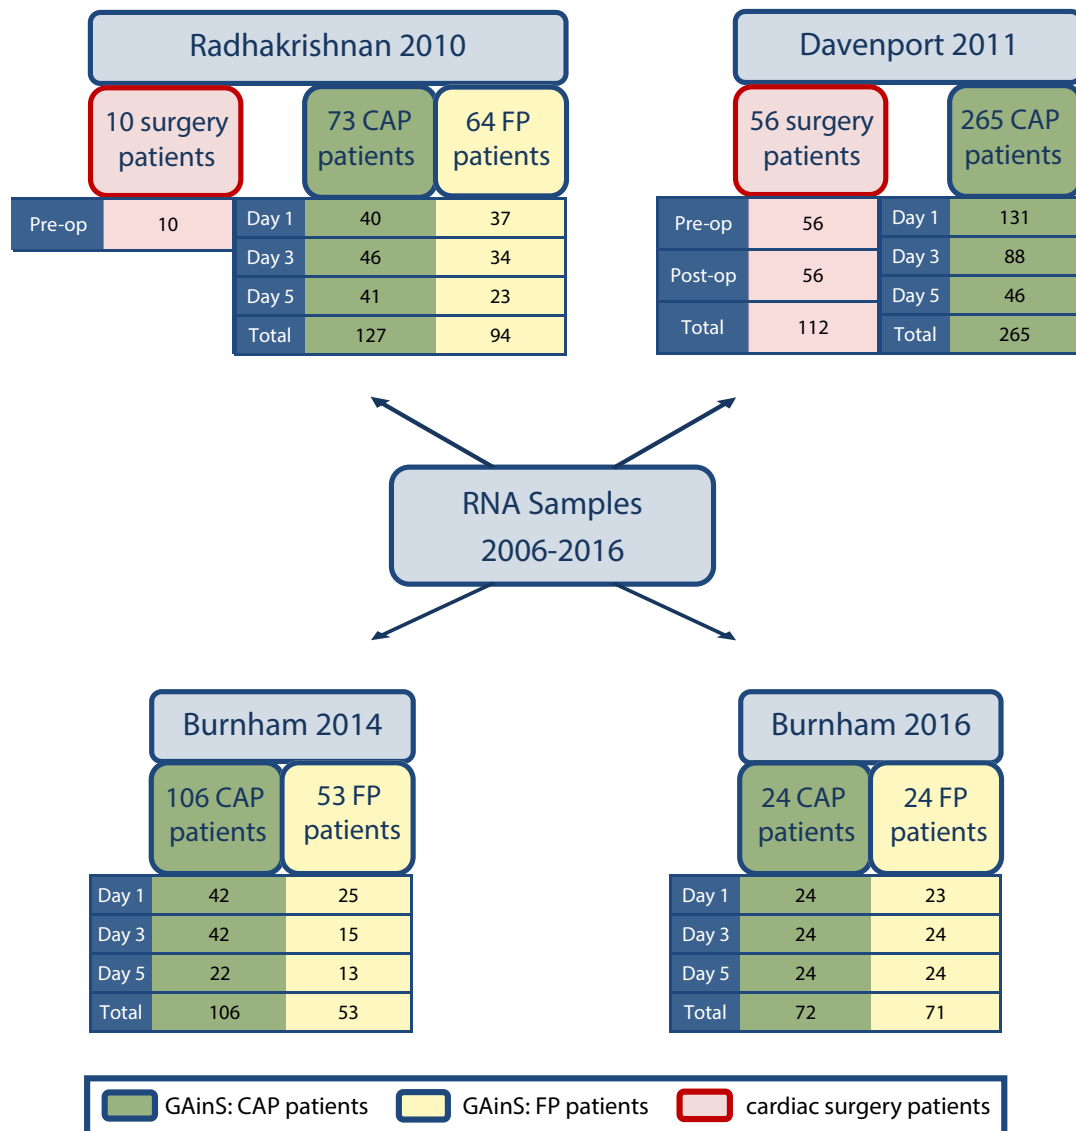 Radhakrishnan 2010
10 surgery
patients
73 CAP
patients
64 FP
patients
Pre-op 10
Day 1 40 37
Day 3 46 34
Day 5 41 23
Total 127 94
Davenport 2011
56 surgery
patients
265 CAP
patients
Pre-op 56
Post-op 56
Total 112
Day 1 131
Day 3 88
Day 5 46
Total 265
RNA Samples
2006-2016
Burnham 2014
106 CAP
patients
53 FP
patients
Day 1 42 25
Day 3 42 15
Day 5 22 13
Total 106 53
Burnham 2016
24 CAP
patients
24 FP
patients
Day 1 24 23
Day 3 24 24
Day 5 24 24
Total 72 71
GAinS: CAP patients GAinS: FP patients cardiac surgery patients